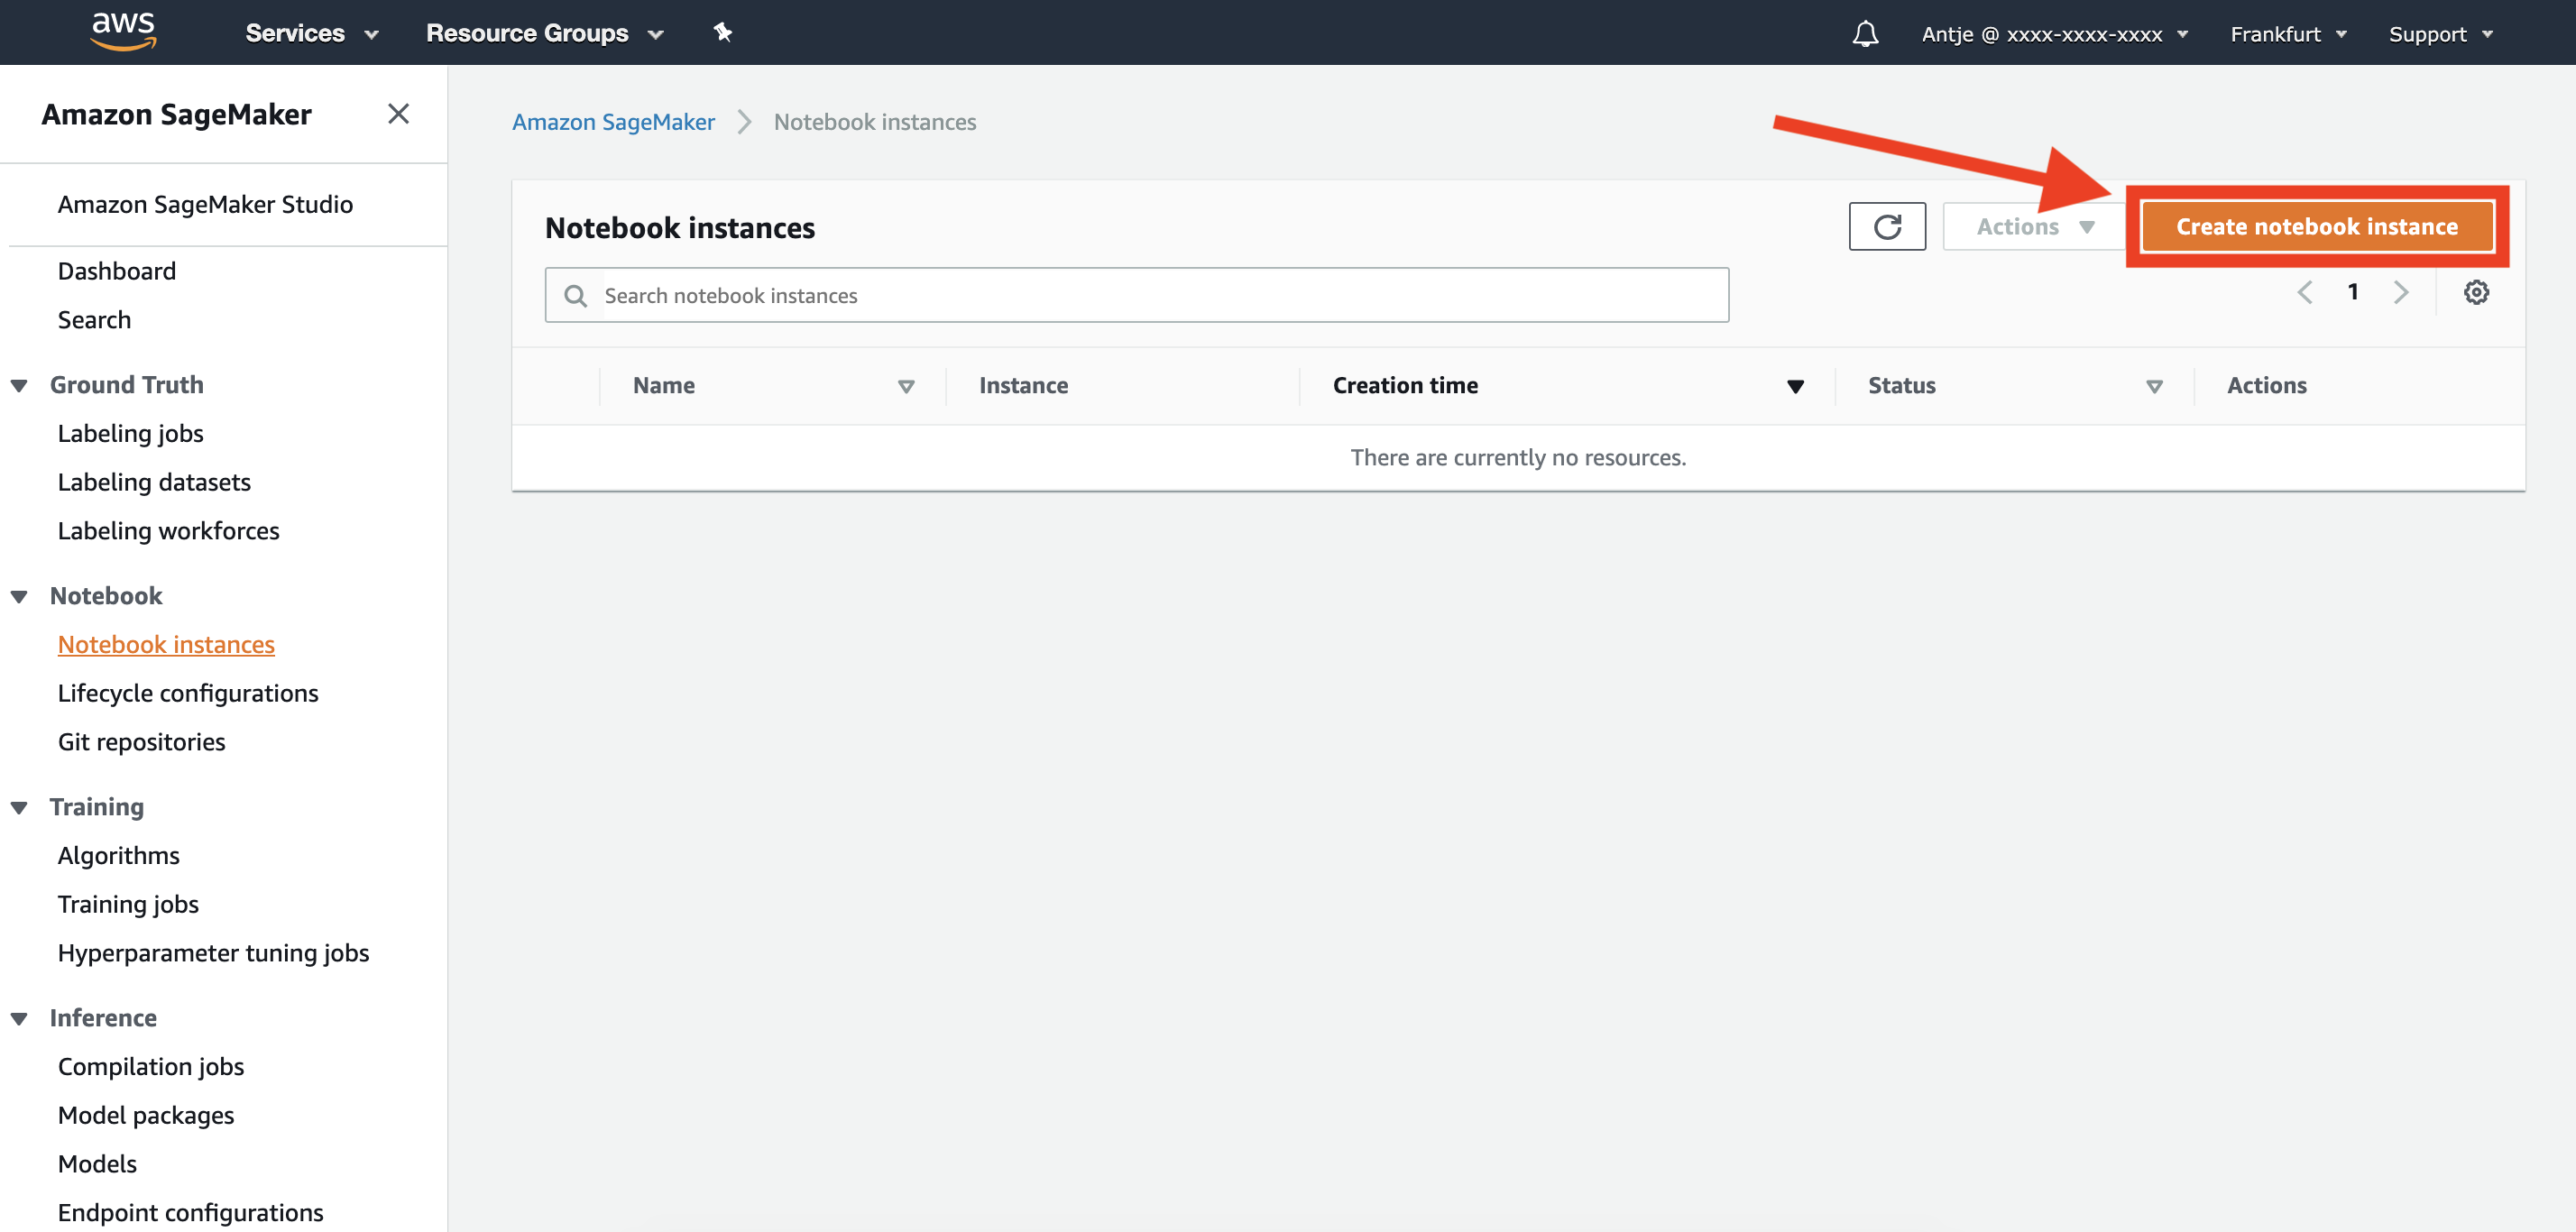 aws Services Resource Groups Antje @ xxxx-xxxx-xxxx Frankfurt Support
Amazon SageMaker
Amazon SageMaker Studio
Dashboard
Search
Ground Truth
Labeling jobs
Labeling datasets
Labeling workforces
Notebook
Notebook instances
Lifecycle configurations
Git repositories
Training
Algorithms
Training jobs
Hyperparameter tuning jobs
Inference
Compilation jobs
Model packages
Models
Endpoint configurations
Amazon SageMaker Notebook instances
Notebook instances Actions Create notebook instance
Search notebook instances 1
Name Instance Creation time Status Actions
There are currently no resources.